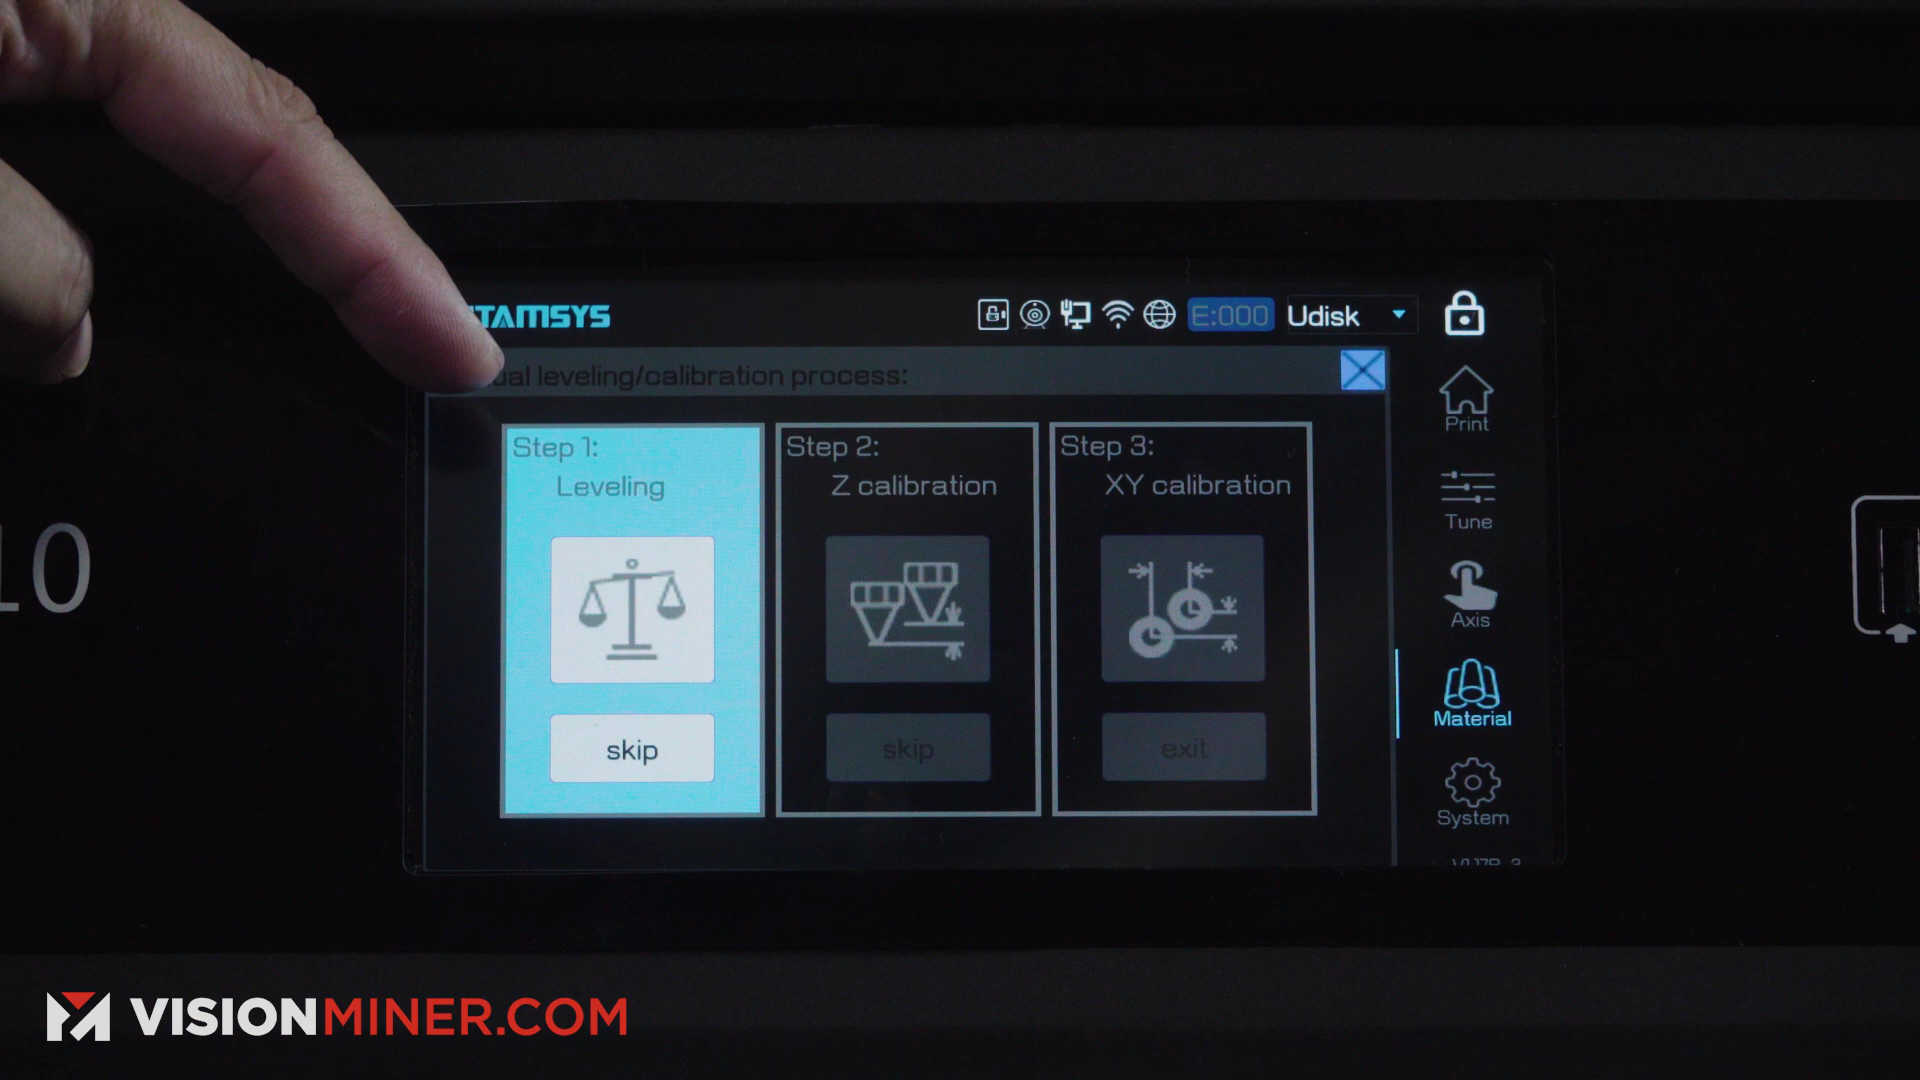 TAMSYS
E:000 Udisk
ual leveling/calibration process:
Step 1:
Leveling
skip
Step 2:
Z calibration
skip
Step 3:
XY calibration
exit
Print
Tune
Axis
Material
System
10
VISIONMINER.COM